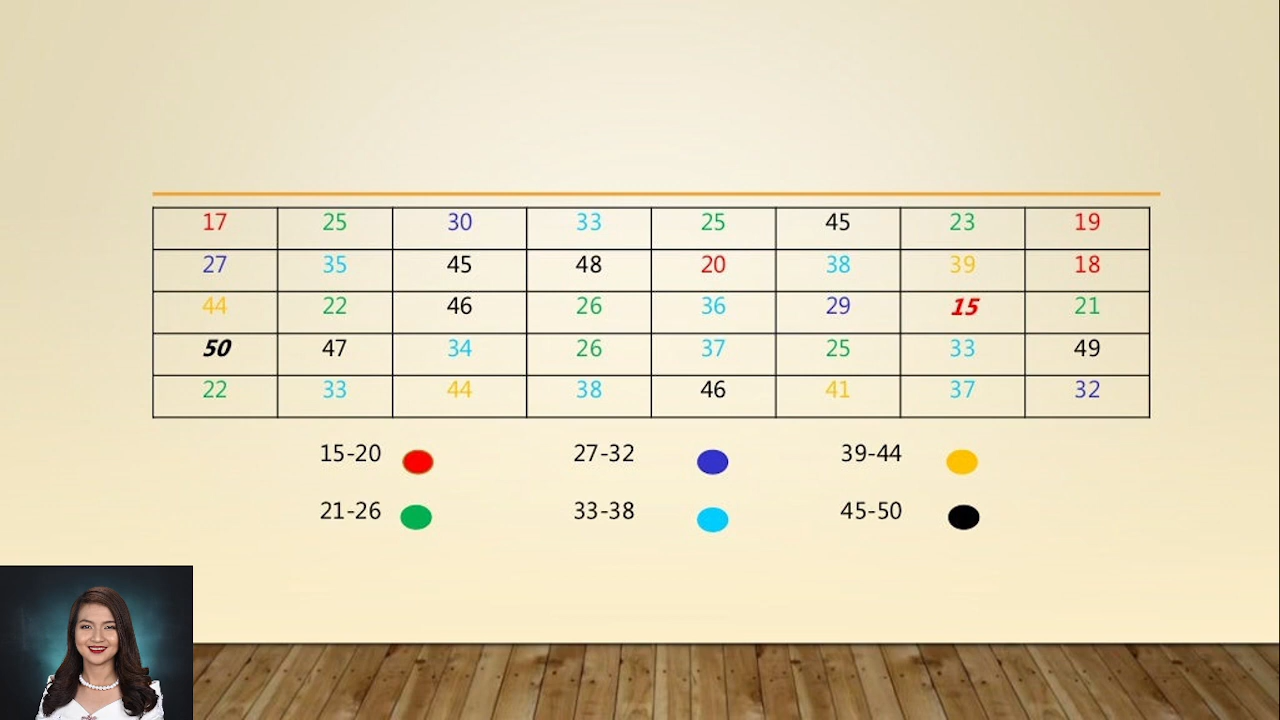 17 25 30 33 25 45 23 19
27 35 45 48 20 38 39 18
44 22 46 26 36 29 15 21
50 47 34 26 37 25 33 49
22 33 44 38 46 41 37 32
15-20 27-32 39-44
21-26 33-38 45-50